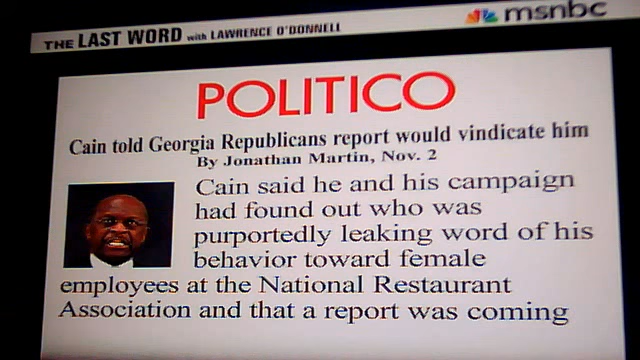 THE LAST WORD with LAWRENCE O'DONNELL
msnbc
POLITICO
Cain told Georgia Republicans report would vindicate him
By Jonathan Martin, Nov. 2
Cain said he and his campaign
had found out who was
purportedly leaking word of his
behavior toward female
employees at the National Restaurant
Association and that a report was coming